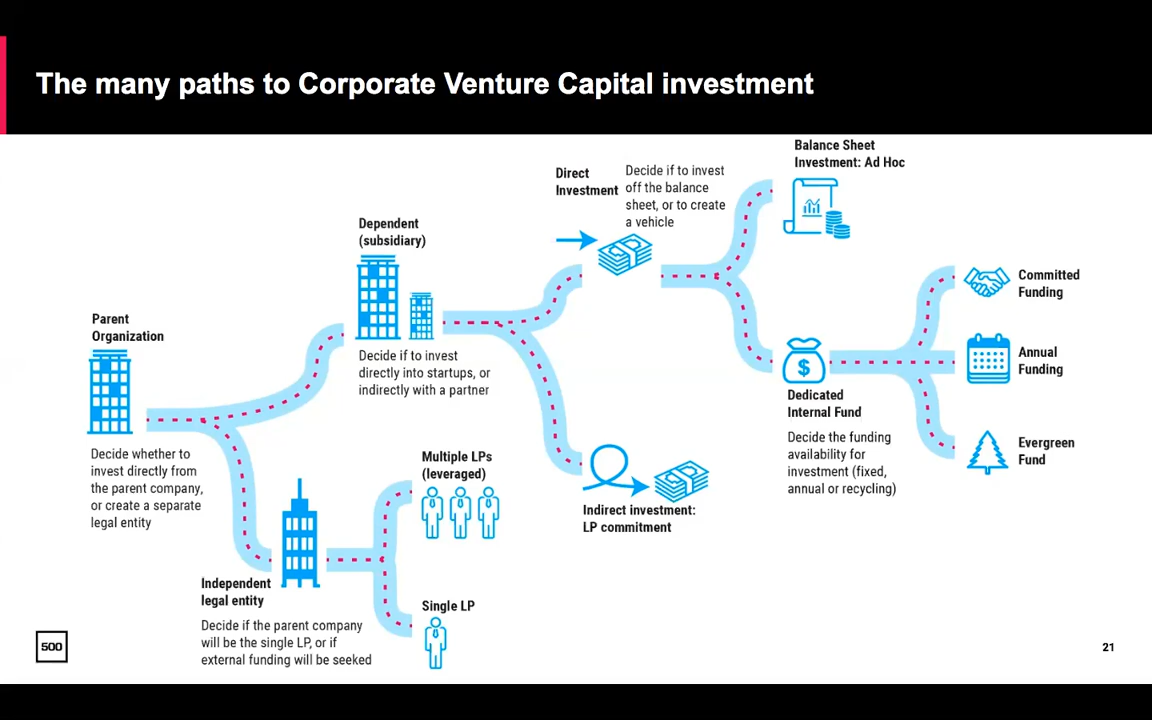 The many paths to Corporate Venture Capital investment
Parent
Organization
Decide whether to
invest directly from
the parent company,
or create a separate
legal entity
Dependent
(subsidiary)
Decide if to invest
directly into startups, or
indirectly with a partner
Independent
legal entity
Decide if the parent company
will be the single LP, or if
external funding will be seeked
Multiple LPs
(leveraged)
Single LP
Direct
Investment
Decide if to invest
off the balance
sheet, or to create
a vehicle
Indirect investment:
LP commitment
Balance Sheet
Investment: Ad Hoc
$
Dedicated
Internal Fund
Decide the funding
availability for
investment (fixed,
annual or recycling)
Committed
Funding
Annual
Funding
Evergreen
Fund
500
21